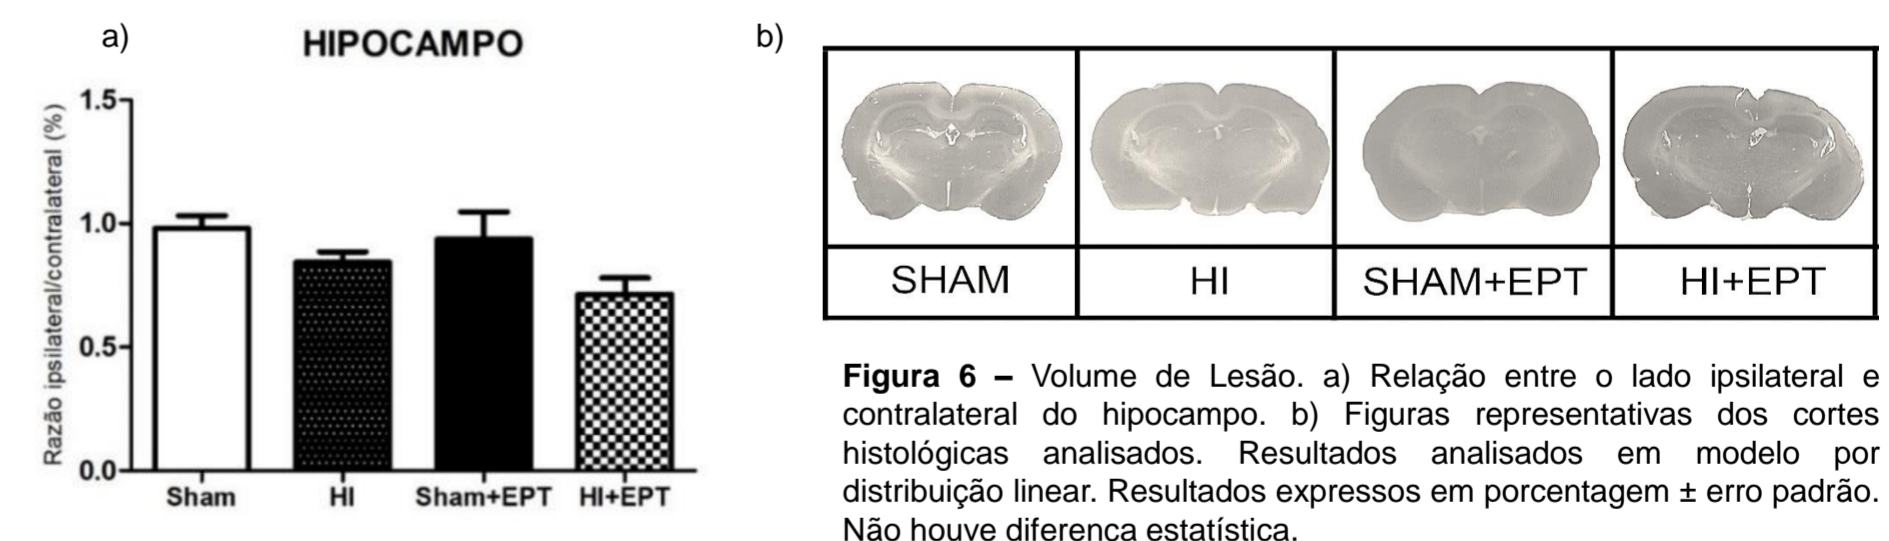 a)
HIPOCAMPO
Razão ipsilateral/contralateral (%)
1.5
1.0
0.5
0.0
Sham HI Sham+EPT HI+EPT
b)
SHAM HI SHAM+EPT HI+EPT
Figura 6 – Volume de Lesão. a) Relação entre o lado ipsilateral e
contralateral do hipocampo. b) Figuras representativas dos cortes
histológicas analisados. Resultados analisados em modelo por
distribuição linear. Resultados expressos em porcentagem ± erro padrão.
Não houve diferença estatística.